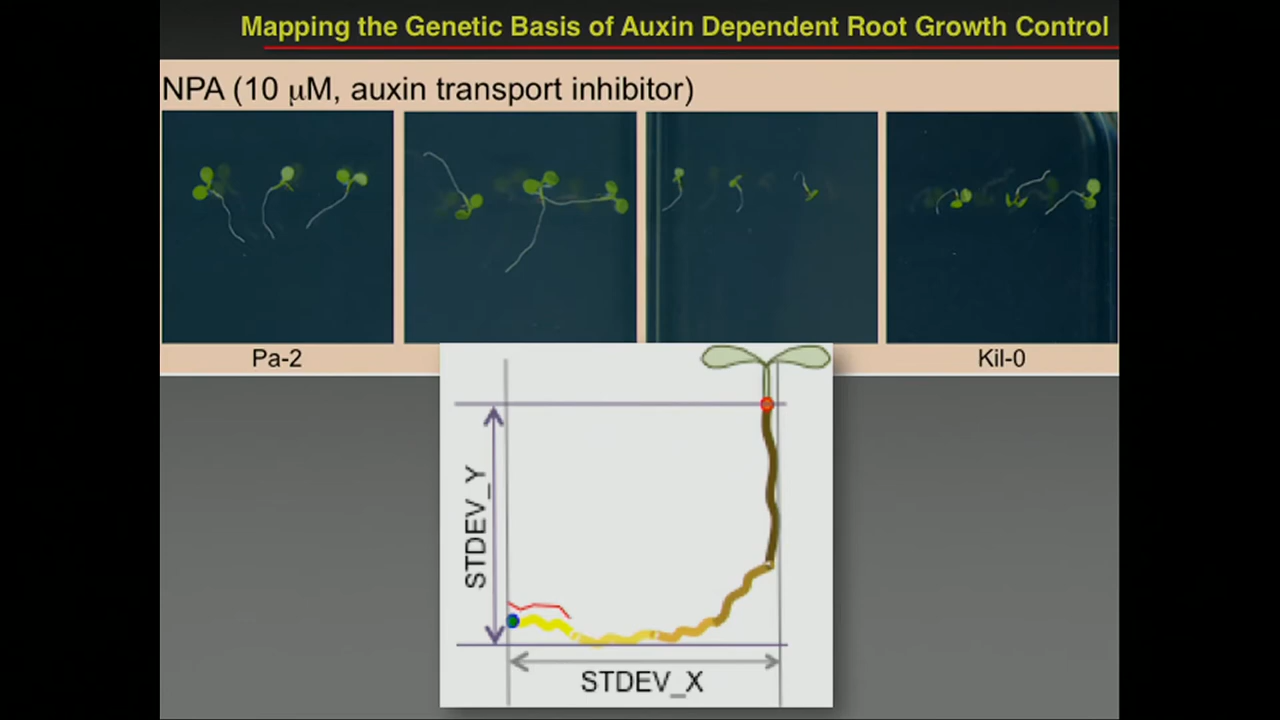 Mapping the Genetic Basis of Auxin Dependent Root Growth Control
NPA (10 μM, auxin transport inhibitor)
Pa-2
Kil-0
STDEV_Y
STDEV_X